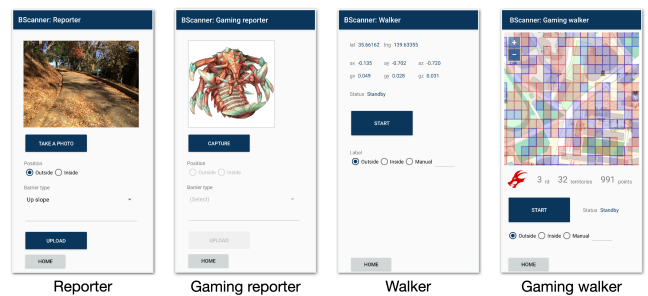 BScanner: Reporter
TAKE A PHOTO
Position
Outside Inside
Barrier type
Up slope
UPLOAD
HOME
Reporter
BScanner: Gaming reporter
CAPTURE
Position
Outside Inside
Barrier type
(Select)
UPLOAD
HOME
Gaming reporter
BScanner: Walker
lat 35.66162 lng 139.63355
ax -0.135 ay -0.702 az -0.720
gx 0.049 gy 0.028 gz 0.031
Status Standby
START
Label
Outside Inside Manual
HOME
Walker
BScanner: Gaming walker
+
−
3 rd 32 territories 991 points
START Status Standby
Outside Inside Manual
HOME
Gaming walker